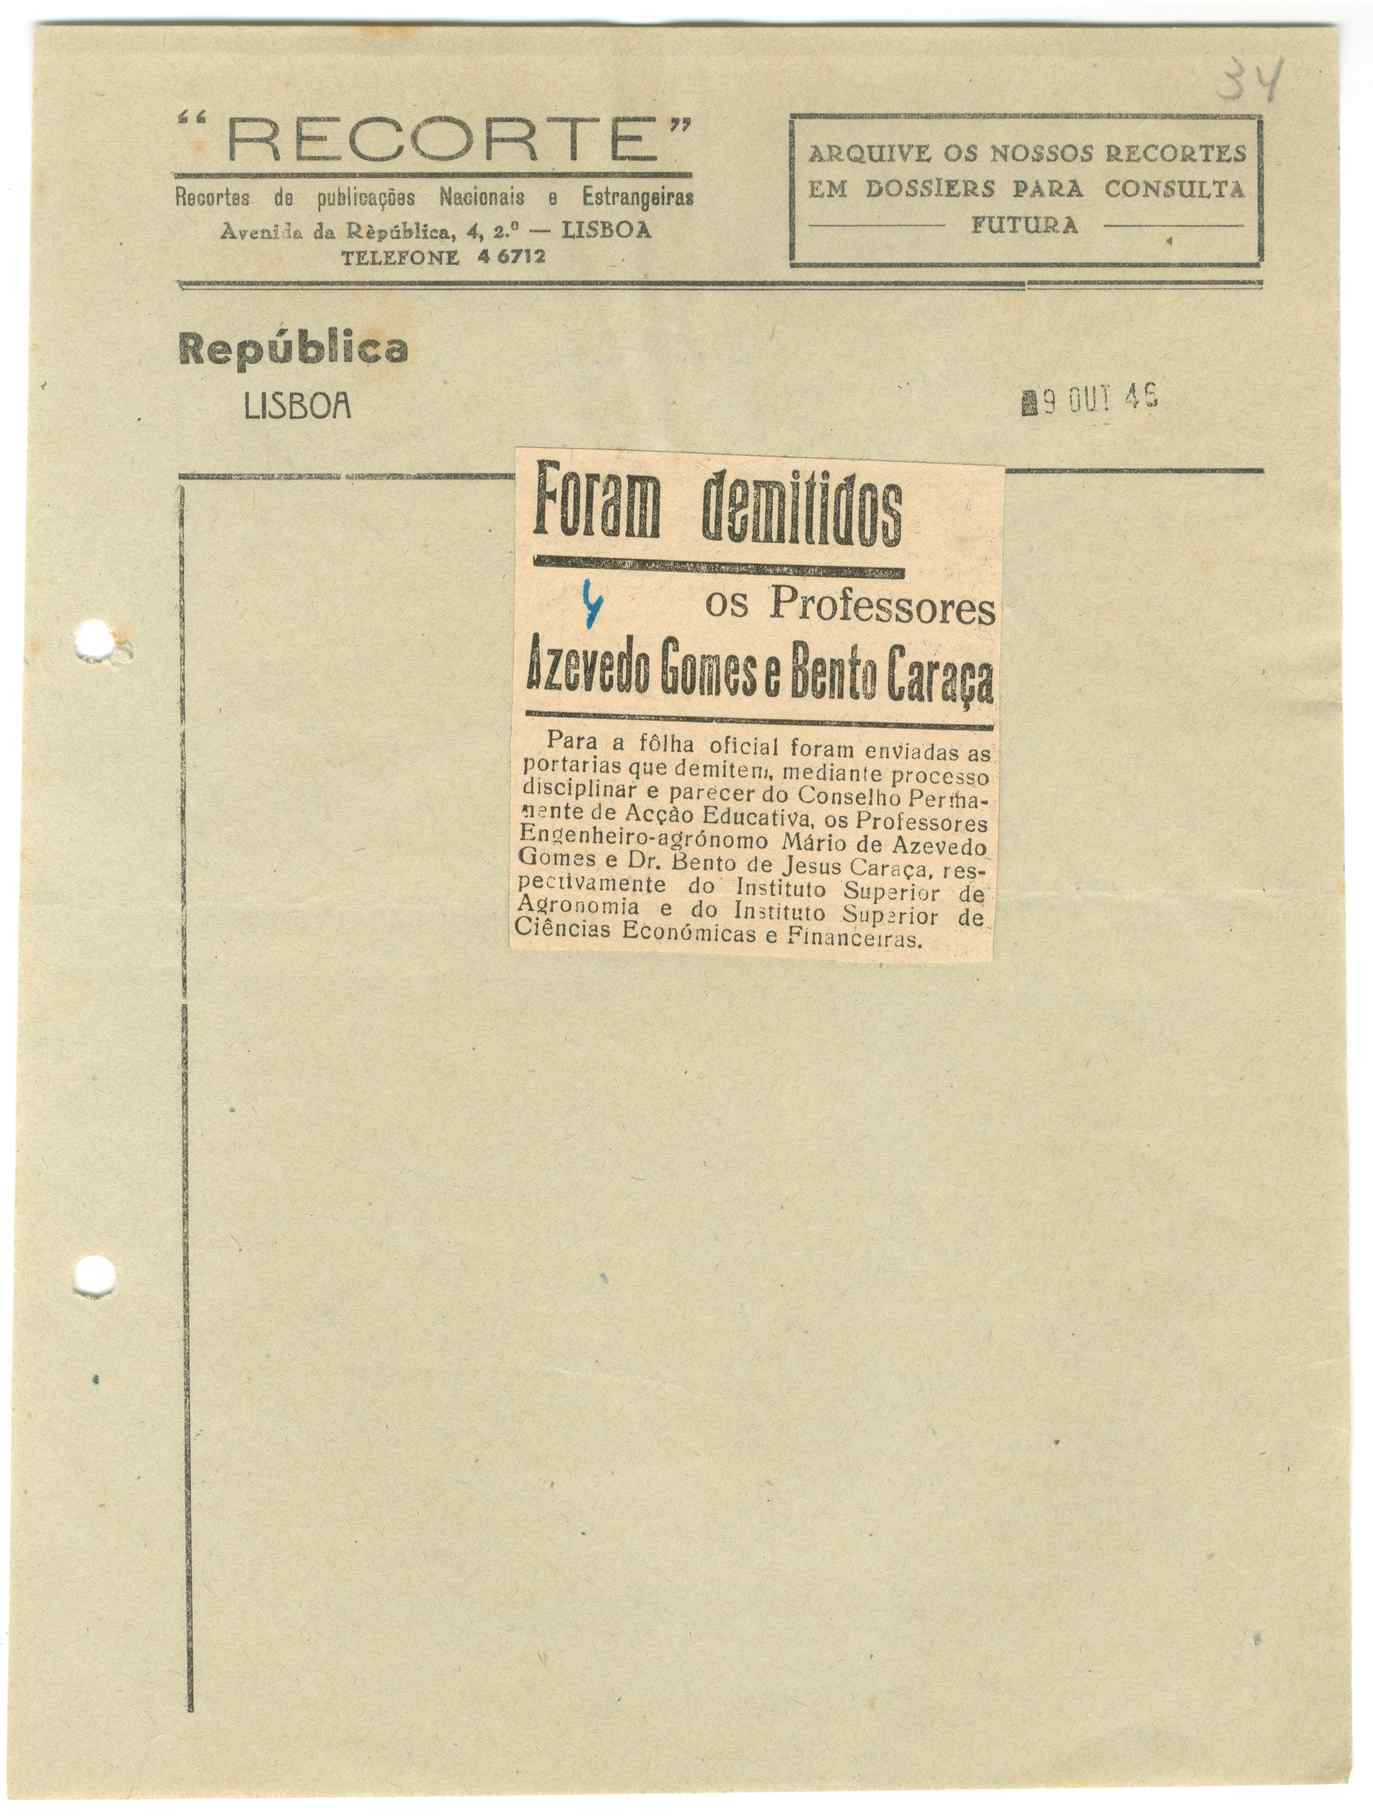 34
“RECORTE”
Recortes de publicações Nacionais e Estrangeiras
Avenida da Rèpública, 4, 2.º — LISBOA
TELEFONE 4 6712
ARQUIVE OS NOSSOS RECORTES
EM DOSSIERS PARA CONSULTA
FUTURA
República
LISBOA
9 OUT 46
Foram demitidos
os Professores
Azevedo Gomes e Bento Caraça
Para a fôlha oficial foram enviadas as
portarias que demitem, mediante processo
disciplinar e parecer do Conselho Perma-
nente de Acção Educativa, os Professores
Engenheiro-agrónomo Mário de Azevedo
Gomes e Dr. Bento de Jesus Caraça, res-
pectivamente do Instituto Superior de
Agronomia e do Instituto Superior de
Ciências Económicas e Financeiras.